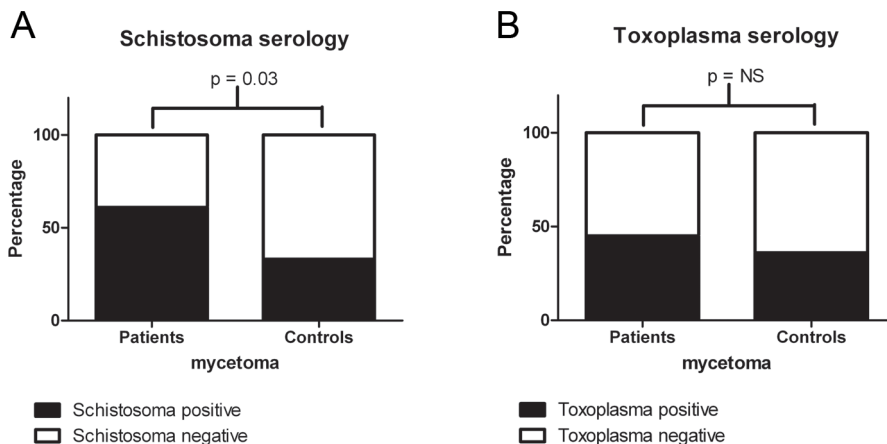 A
Schistosoma serology
p = 0.03
100
50
0
Percentage
Patients
Controls
mycetoma
Schistosoma positive
Schistosoma negative
B
Toxoplasma serology
p = NS
100
50
0
Percentage
Patients
Controls
mycetoma
Toxoplasma positive
Toxoplasma negative